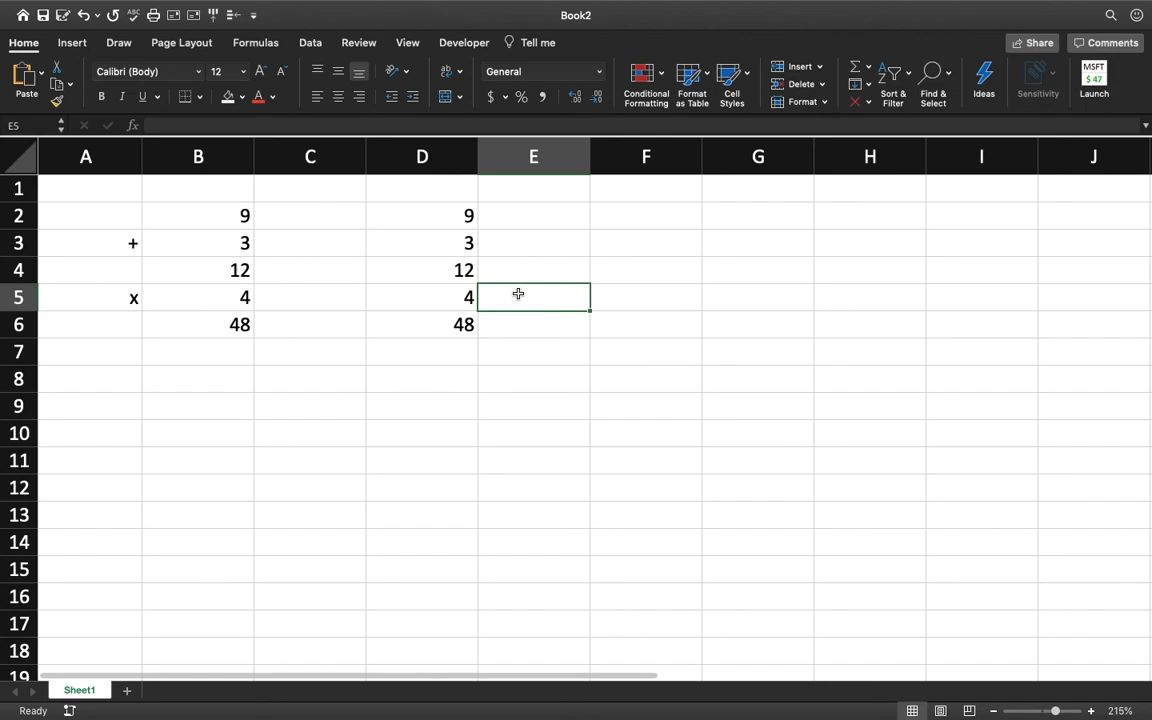 Book2
Home Insert Draw Page Layout Formulas Data Review View Developer Tell me Share Comments
Paste Calibri (Body) 12 A A General Insert Delete Format
B I U A $ % 9 Conditional Formatting Format as Table Cell Styles Sort & Filter Find & Select Ideas Sensitivity MSFT $ 47 Launch
E5 fx
A B C D E F G H I J
1
2 9 9
3 + 3 3
4 12 12
5 x 4 4
6 48 48
7
8
9
10
11
12
13
14
15
16
17
18
19
Sheet1 +
Ready 215%